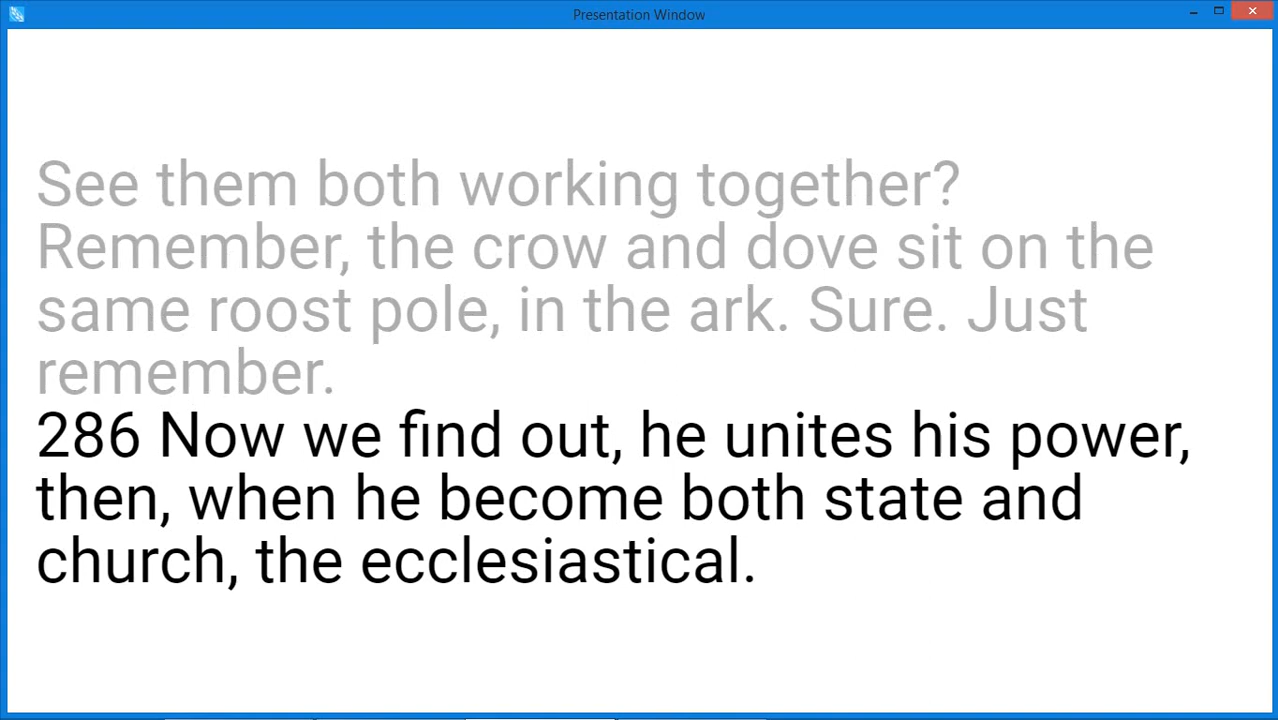 Presentation Window
See them both working together?
Remember, the crow and dove sit on the
same roost pole, in the ark. Sure. Just
remember.
286 Now we find out, he unites his power,
then, when he become both state and
church, the ecclesiastical.